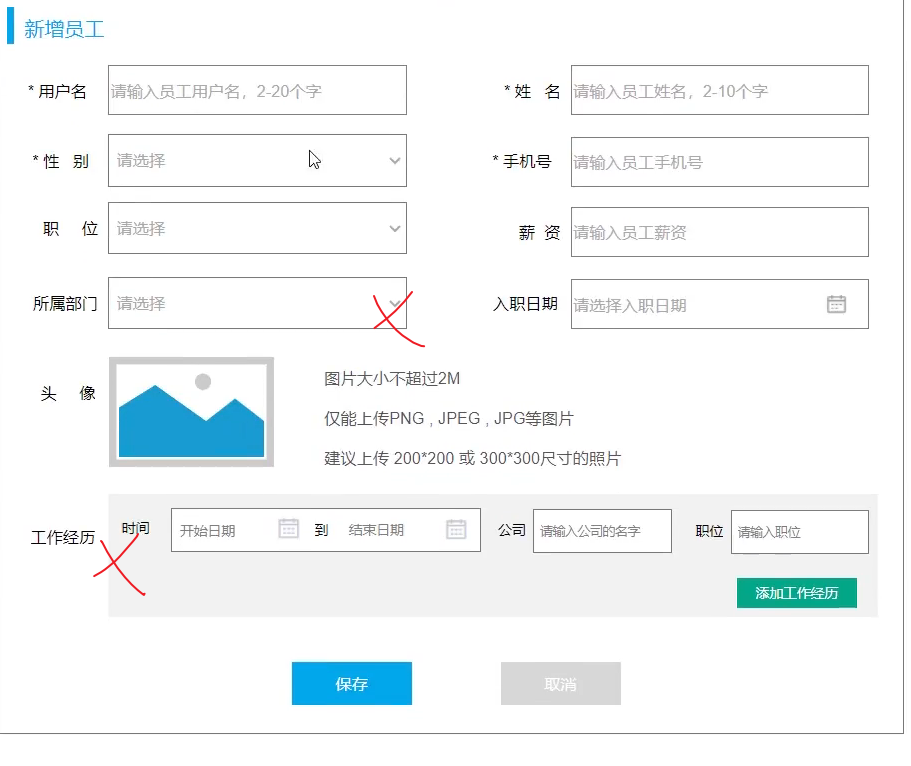 新增员工
* 用户名 请输入员工用户名，2-20个字 * 姓 名 请输入员工姓名，2-10个字
* 性 别 请选择 * 手机号 请输入员工手机号
职 位 请选择 薪 资 请输入员工薪资
所属部门 请选择 入职日期 请选择入职日期
头 像 图片大小不超过2M
仅能上传PNG , JPEG , JPG等图片
建议上传 200*200 或 300*300尺寸的照片
工作经历 时间 开始日期 到 结束日期 公司 请输入公司的名字 职位 请输入职位
添加工作经历
保存 取消